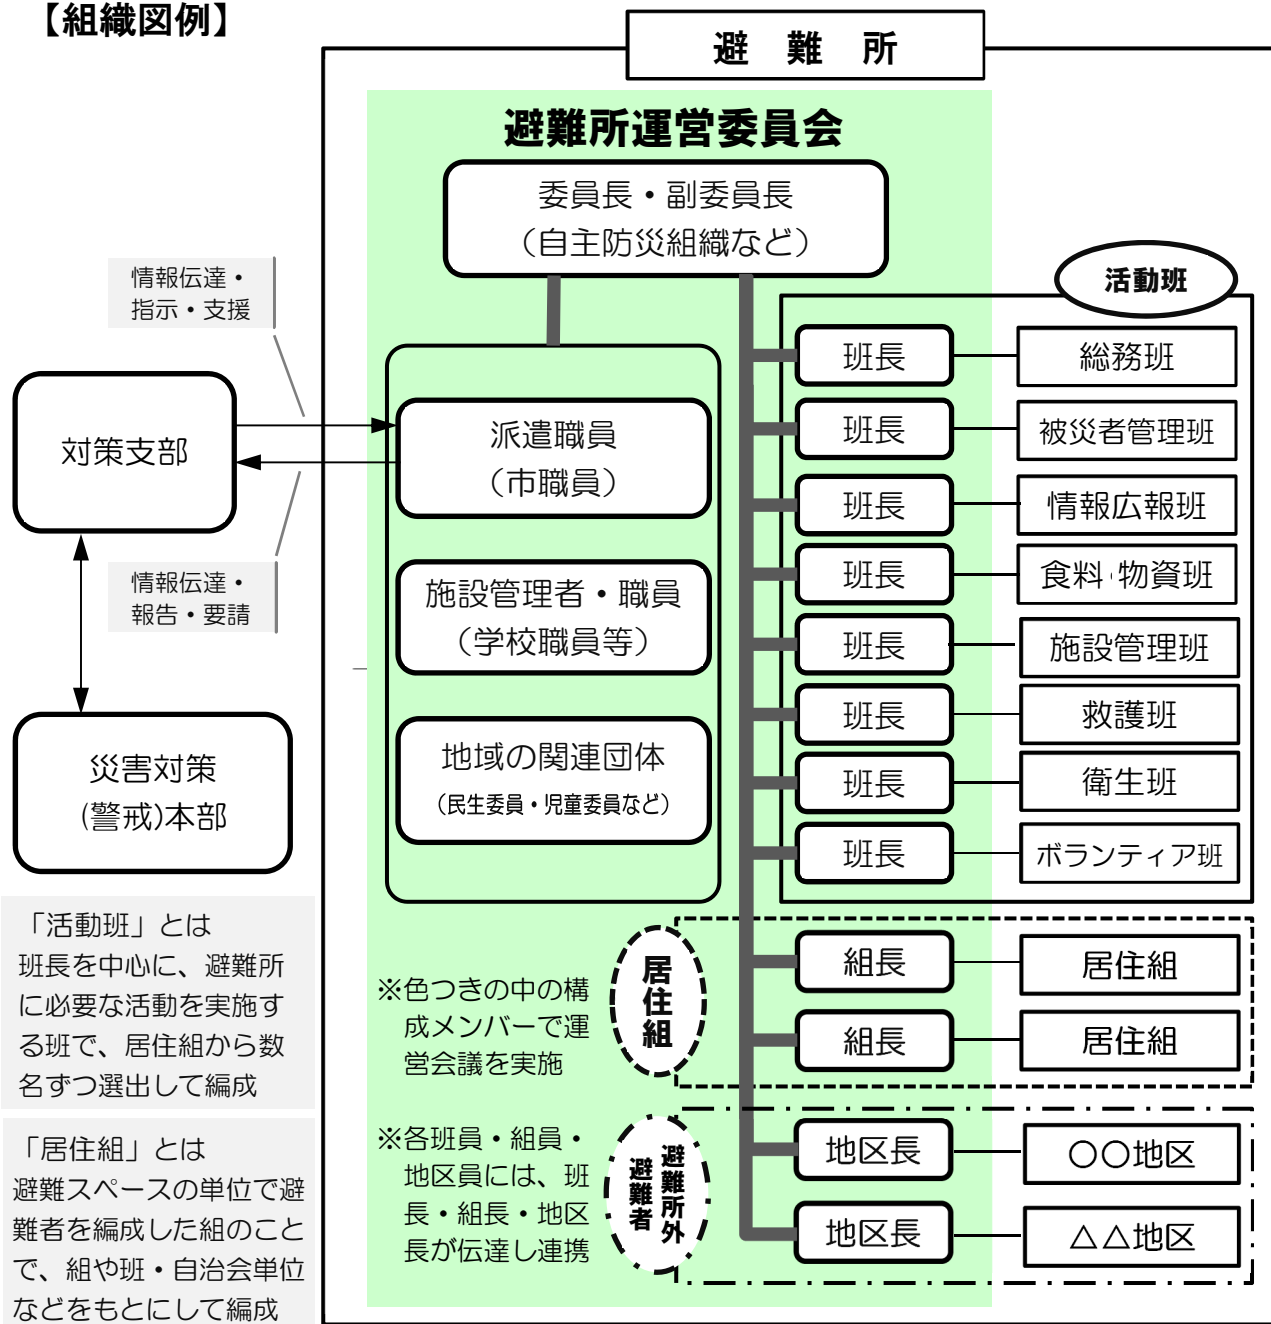 【組織図例】
避 難 所
避難所運営委員会
委員長・副委員長
（自主防災組織など）
情報伝達・
指示・支援
活動班
班長
総務班
対策支部
派遣職員
（市職員）
班長
被災者管理班
班長
情報広報班
情報伝達・
報告・要請
施設管理者・職員
（学校職員等）
班長
食料・物資班
班長
施設管理班
災害対策
(警戒)本部
地域の関連団体
（民生委員・児童委員など）
班長
救護班
班長
衛生班
班長
ボランティア班
「活動班」とは
班長を中心に、避難所
に必要な活動を実施す
る班で、居住組から数
名ずつ選出して編成
※色つきの中の構
成メンバーで運
営会議を実施
居住組
組長
居住組
組長
居住組
「居住組」とは
避難スペースの単位で避
難者を編成した組のこと
で、組や班・自治会単位
などをもとにして編成
※各班員・組員・
地区員には、班
長・組長・地区
長が伝達し連携
避難所外
避難者
地区長
〇〇地区
地区長
△△地区